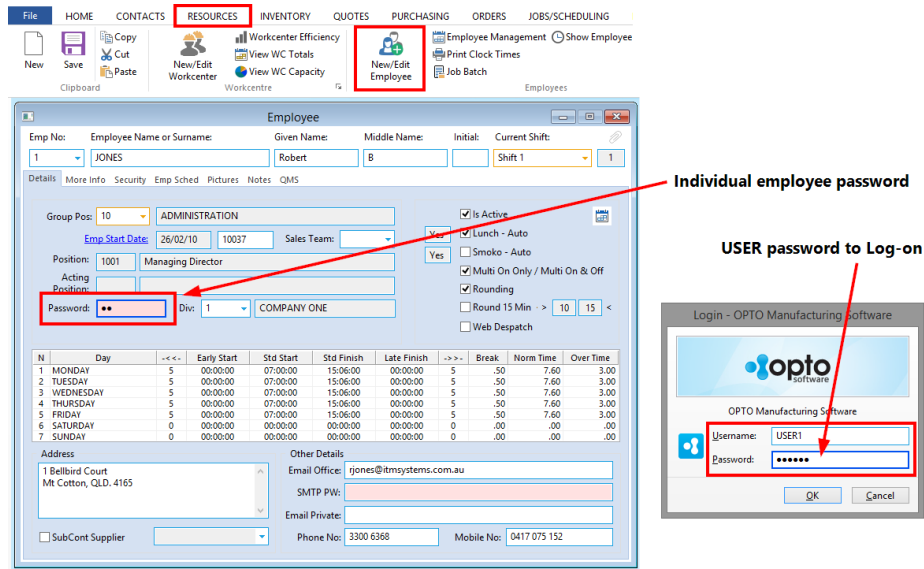 File HOME CONTACTS RESOURCES INVENTORY QUOTES PURCHASING ORDERS JOBS/SCHEDULING
New
Save
Copy
Cut
Paste
Clipboard
New/Edit
Workcenter
Workcenter Efficiency
View WC Totals
View WC Capacity
Workcentre
New/Edit
Employee
Employee Management Show Employee
Print Clock Times
Job Batch
Employees
Employee
Emp No: Employee Name or Surname: Given Name: Middle Name: Initial: Current Shift:
1 JONES Robert B Shift 1 1
Details More Info Security Emp Sched Pictures Notes QMS
Group Pos: 10 ADMINISTRATION
Emp Start Date: 26/02/10 10037 Sales Team: Yes
Position: 1001 Managing Director Yes
Acting
Position:
Password: •• Div: 1 COMPANY ONE
Is Active
Lunch - Auto
Smoko - Auto
Multi On Only / Multi On & Off
Rounding
Round 15 Min - > 10 15 <
Web Despatch
N Day -<<- Early Start Std Start Std Finish Late Finish ->>- Break Norm Time Over Time
1 MONDAY 5 00:00:00 07:00:00 15:06:00 00:00:00 5 .50 7.60 3.00
2 TUESDAY 5 00:00:00 07:00:00 15:06:00 00:00:00 5 .50 7.60 3.00
3 WEDNESDAY 5 00:00:00 07:00:00 15:06:00 00:00:00 5 .50 7.60 3.00
4 THURSDAY 5 00:00:00 07:00:00 15:06:00 00:00:00 5 .50 7.60 3.00
5 FRIDAY 5 00:00:00 07:00:00 15:06:00 00:00:00 5 .50 7.60 3.00
6 SATURDAY 0 00:00:00 00:00:00 00:00:00 00:00:00 0 .00 .00 .00
7 SUNDAY 0 00:00:00 00:00:00 00:00:00 00:00:00 0 .00 .00 .00
Address
1 Bellbird Court
Mt Cotton, QLD. 4165
SubCont Supplier
Other Details
Email Office: rjones@itmsystems.com.au
SMTP PW:
Email Private:
Phone No: 3300 6368 Mobile No: 0417 075 152
Individual employee password
USER password to Log-on
Login - OPTO Manufacturing Software
opto
software
OPTO Manufacturing Software
Username: USER1
Password: ••••••
OK Cancel